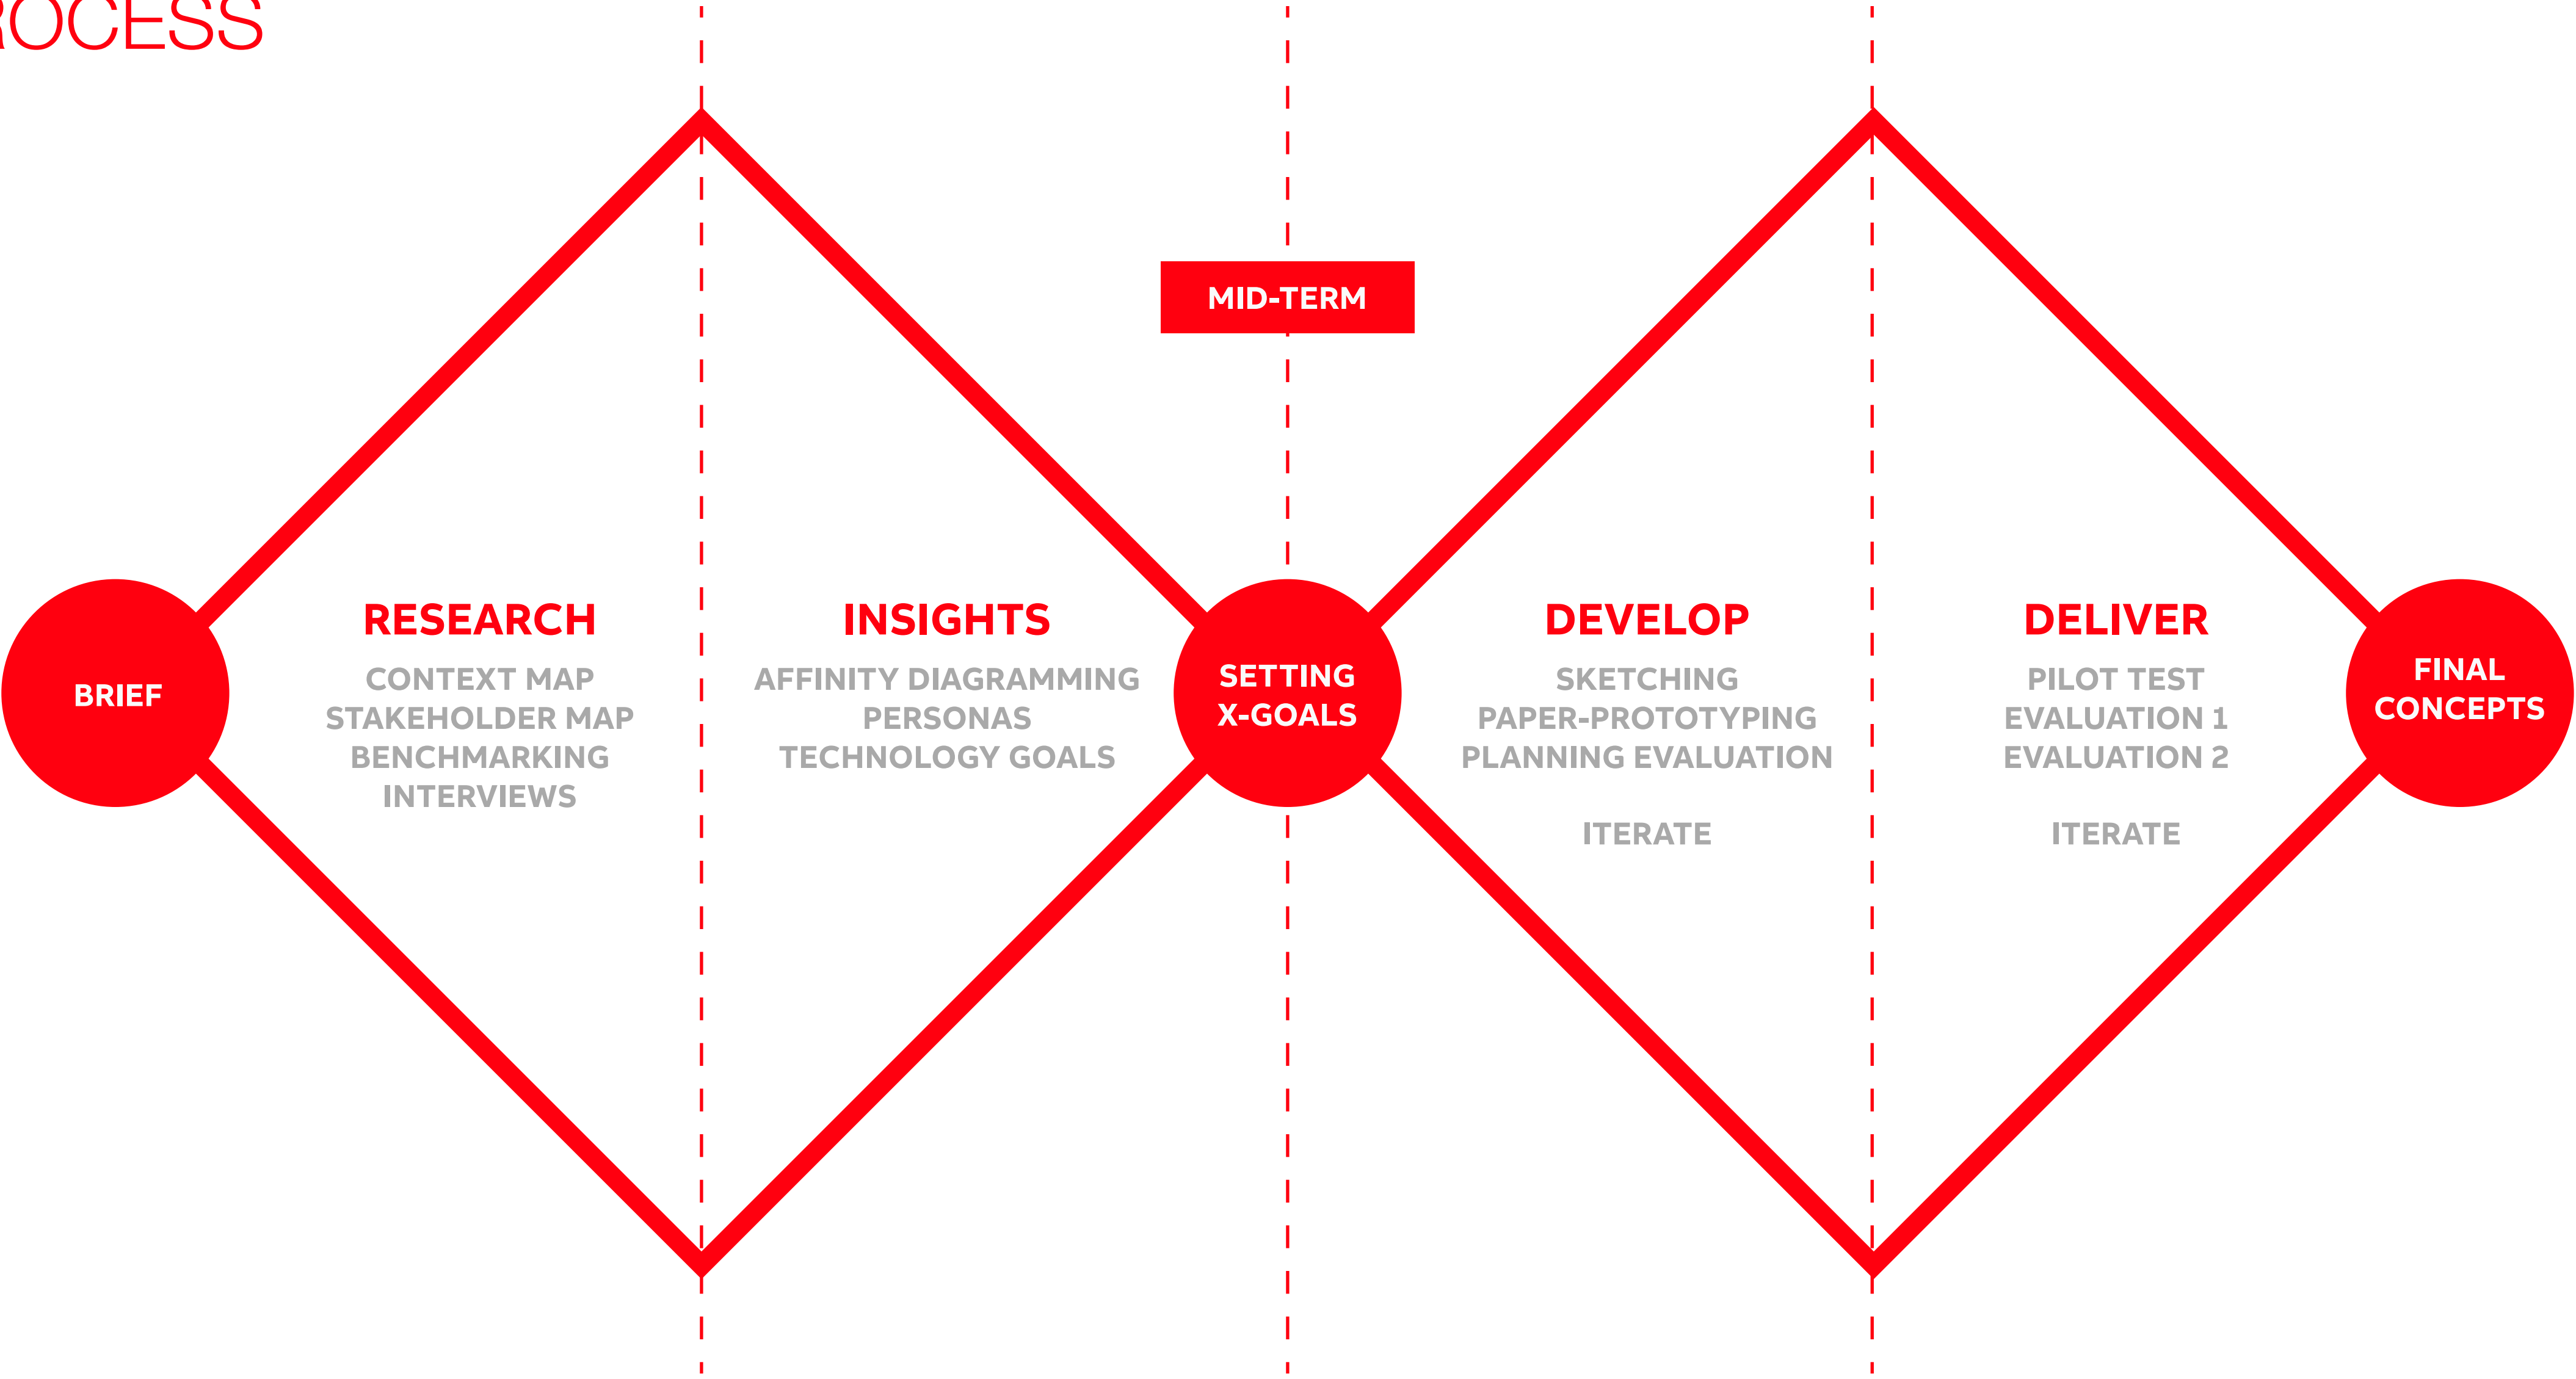 ROCESS
MID-TERM
BRIEF
RESEARCH
CONTEXT MAP
STAKEHOLDER MAP
BENCHMARKING
INTERVIEWS
INSIGHTS
AFFINITY DIAGRAMMING
PERSONAS
TECHNOLOGY GOALS
SETTING
X-GOALS
DEVELOP
SKETCHING
PAPER-PROTOTYPING
PLANNING EVALUATION
ITERATE
DELIVER
PILOT TEST
EVALUATION 1
EVALUATION 2
ITERATE
FINAL
CONCEPTS